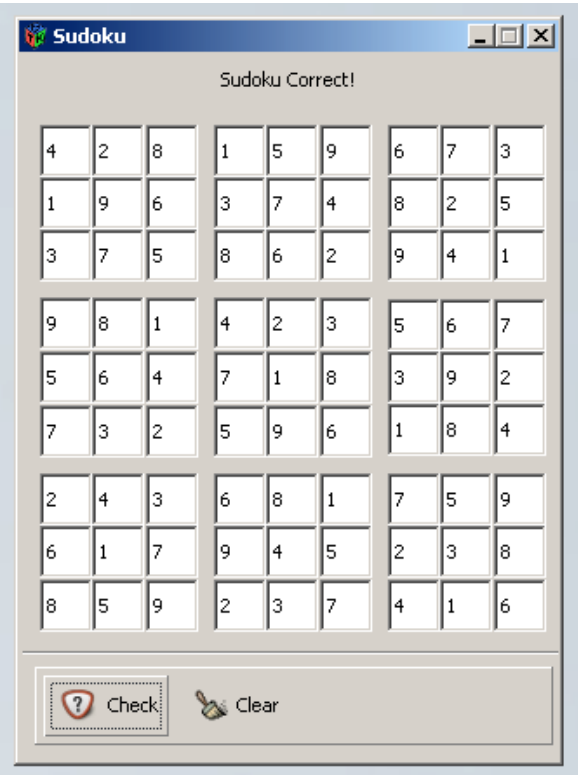 Sudoku
Sudoku Correct!
4 2 8 1 5 9 6 7 3
1 9 6 3 7 4 8 2 5
3 7 5 8 6 2 9 4 1
9 8 1 4 2 3 5 6 7
5 6 4 7 1 8 3 9 2
7 3 2 5 9 6 1 8 4
2 4 3 6 8 1 7 5 9
6 1 7 9 4 5 2 3 8
8 5 9 2 3 7 4 1 6
? Check Clear